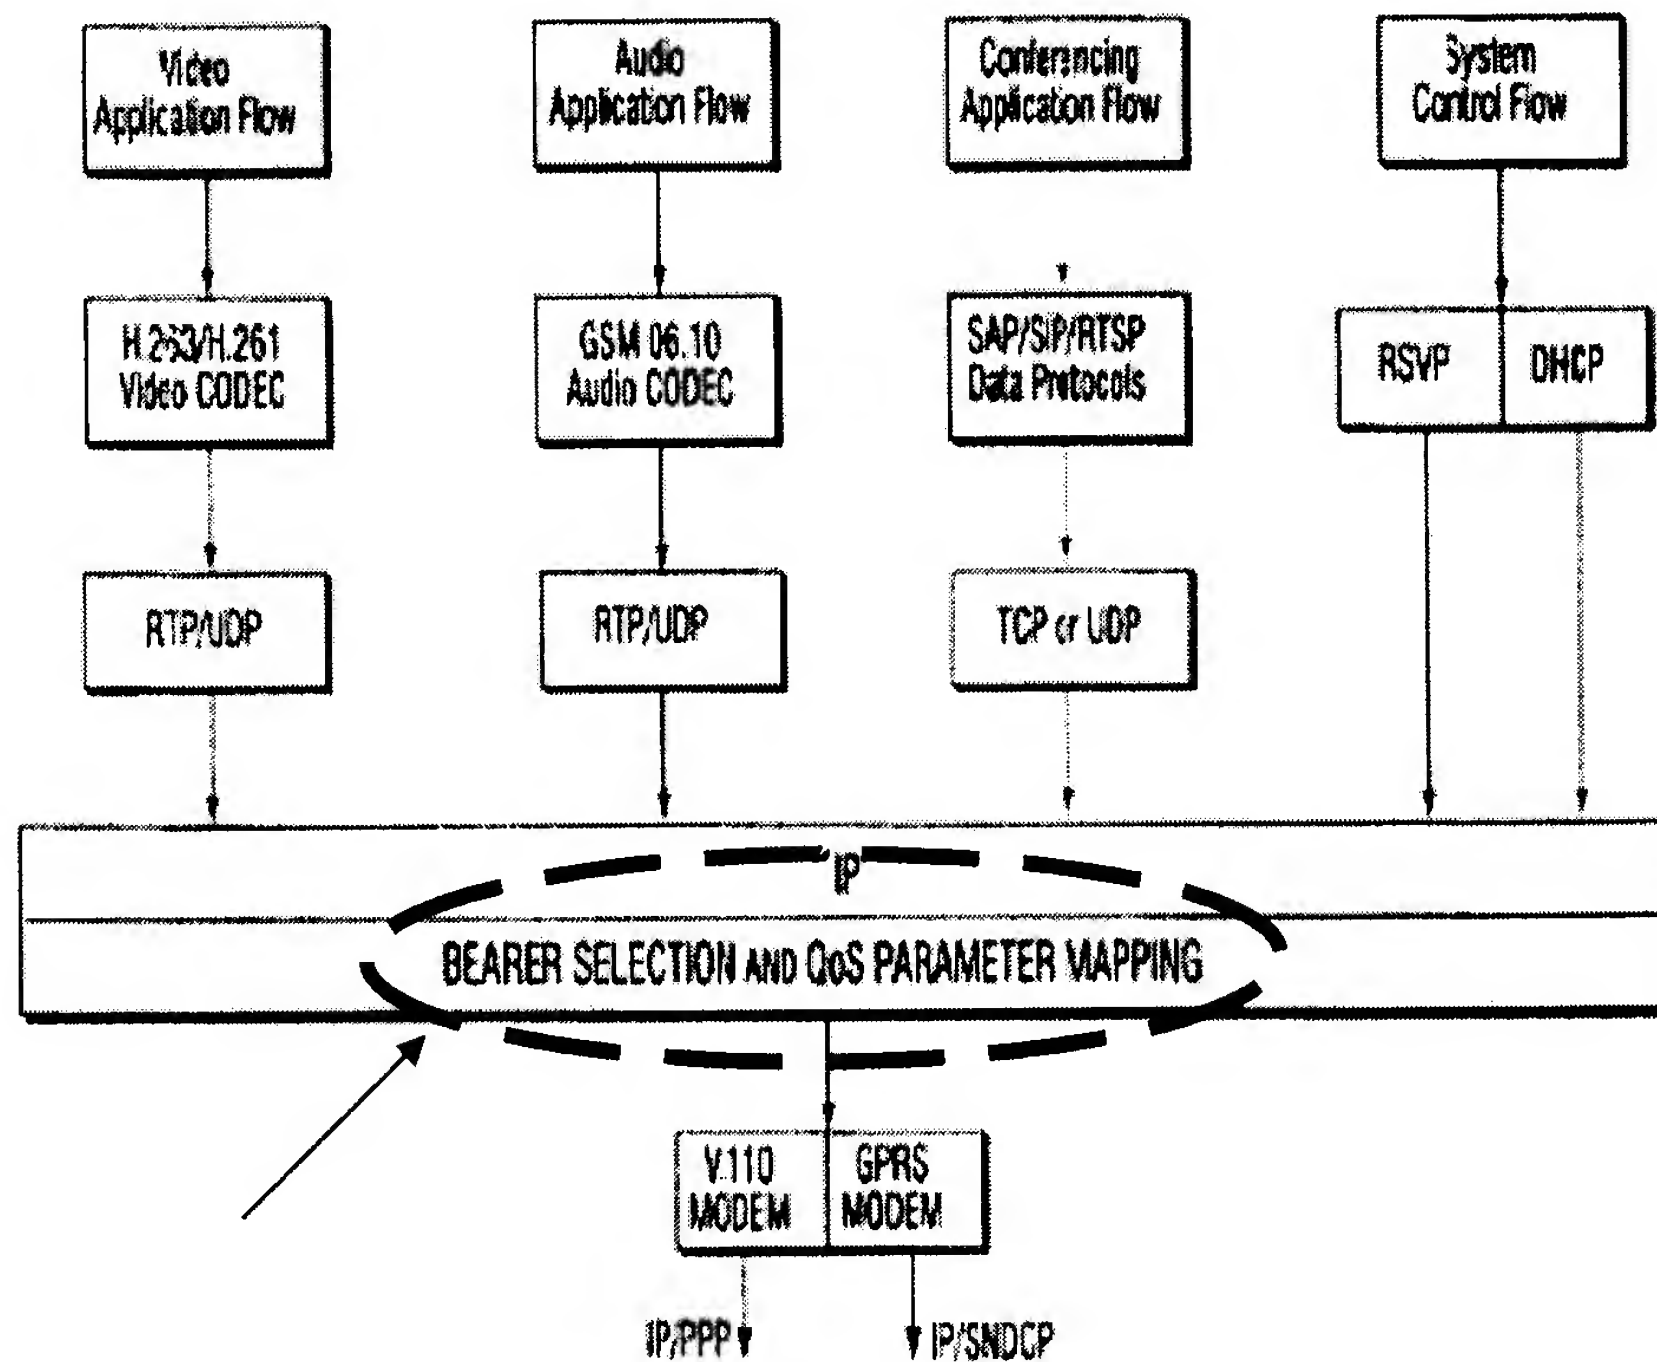 Video
Application Flow
Audio
Application Flow
Conferencing
Application Flow
System
Control Flow
H.263/H.261
Video CODEC
GSM 06.10
Audio CODEC
SAP/SIP/RTSP
Data Protocols
RSVP
DHCP
RTP/UDP
RTP/UDP
TCP or UDP
IP
BEARER SELECTION AND QoS PARAMETER MAPPING
V.110
MODEM
GPRS
MODEM
IP/PPP
IP/SNDCP